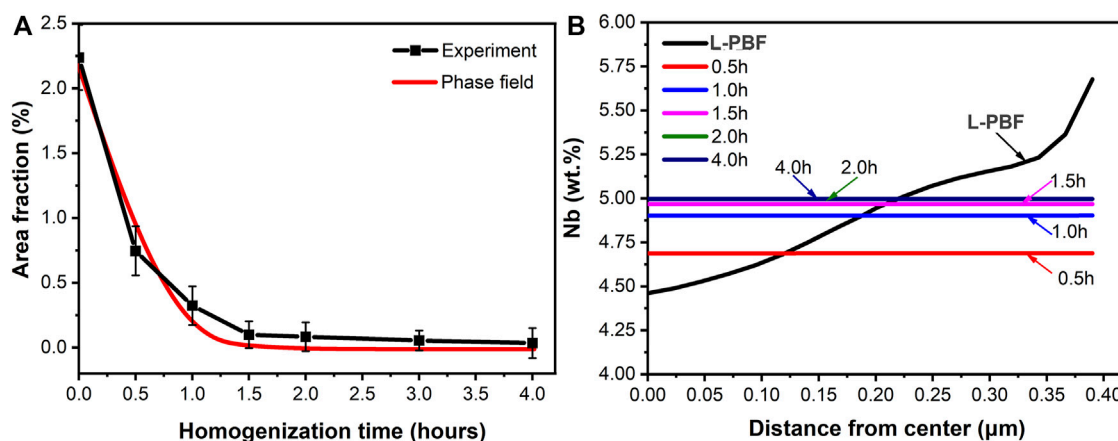 A
Area fraction (%)
2.5
2.0
1.5
1.0
0.5
0.0
Experiment
Phase field
0.0 0.5 1.0 1.5 2.0 2.5 3.0 3.5 4.0
Homogenization time (hours)
B
Nb (wt.%)
6.00
5.75
5.50
5.25
5.00
4.75
4.50
4.25
4.00
L-PBF
0.5h
1.0h
1.5h
2.0h
4.0h
L-PBF
4.0h 2.0h
1.5h
1.0h
0.5h
0.00 0.05 0.10 0.15 0.20 0.25 0.30 0.35 0.40
Distance from center (µm)